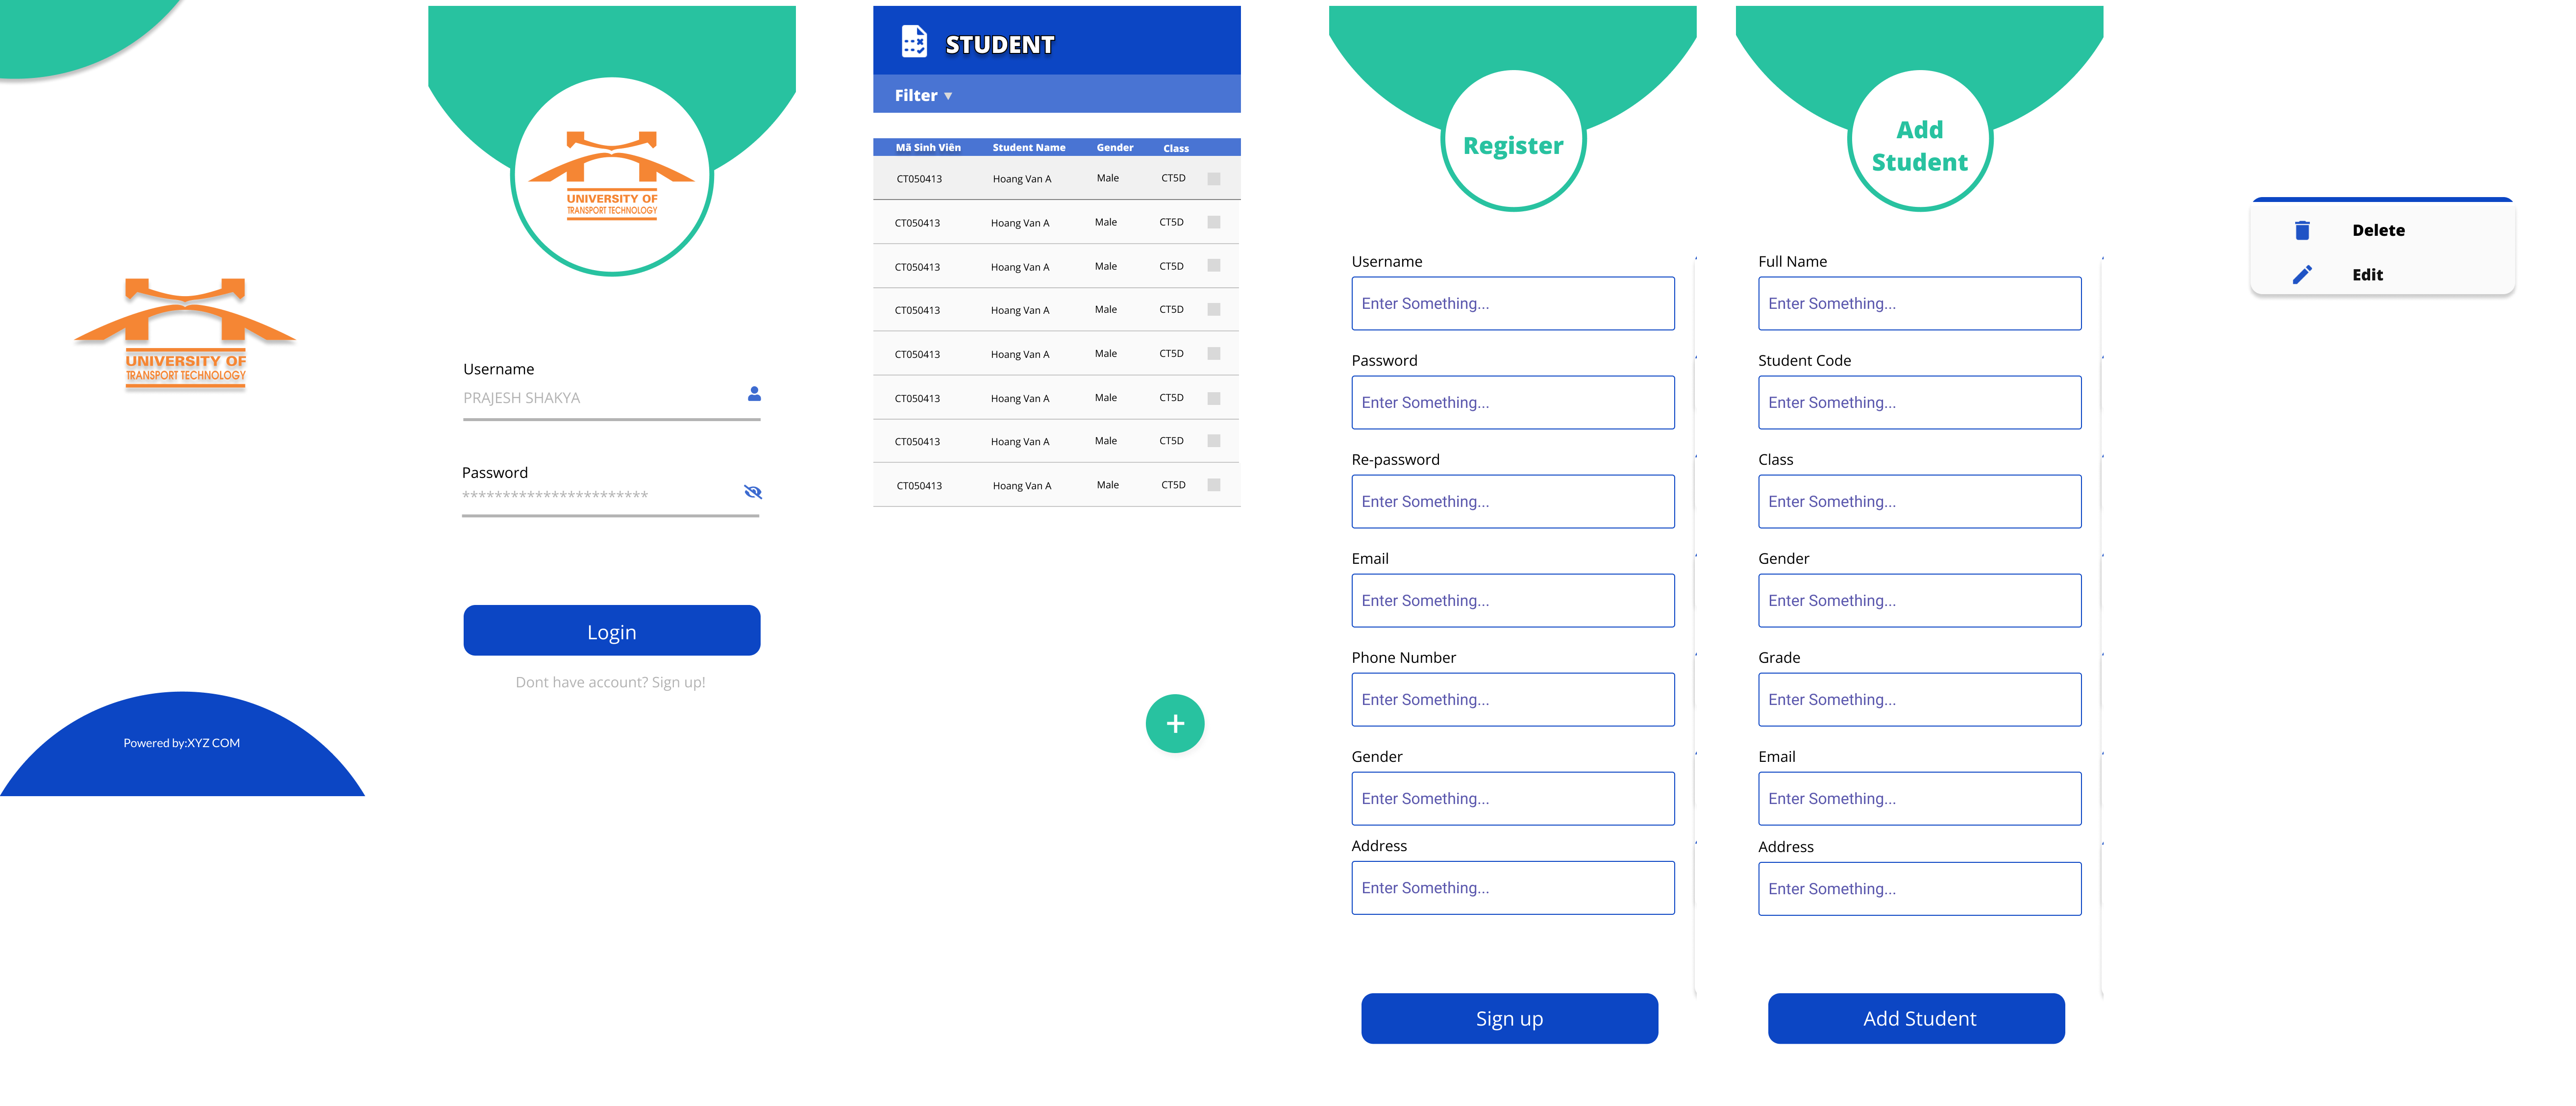 UNIVERSITY OF
TRANSPORT TECHNOLOGY
Powered by:XYZ COM
UNIVERSITY OF
TRANSPORT TECHNOLOGY
Username
PRAJESH SHAKYA
Password
***********************
Login
Dont have account? Sign up!
STUDENT
Filter ▼
Mã Sinh Viên Student Name Gender Class
CT050413 Hoang Van A Male CT5D
CT050413 Hoang Van A Male CT5D
CT050413 Hoang Van A Male CT5D
CT050413 Hoang Van A Male CT5D
CT050413 Hoang Van A Male CT5D
CT050413 Hoang Van A Male CT5D
CT050413 Hoang Van A Male CT5D
CT050413 Hoang Van A Male CT5D
+
Register
Username
Enter Something...
Password
Enter Something...
Re-password
Enter Something...
Email
Enter Something...
Phone Number
Enter Something...
Gender
Enter Something...
Address
Enter Something...
Sign up
Add
Student
Full Name
Enter Something...
Student Code
Enter Something...
Class
Enter Something...
Gender
Enter Something...
Grade
Enter Something...
Email
Enter Something...
Address
Enter Something...
Add Student
Delete
Edit